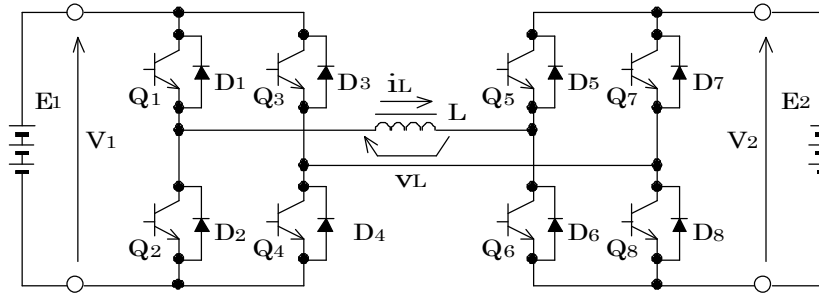 Q1 D1 Q3 D3 iL L Q5 D5 Q7 D7
E1 V1 V2 E2
vL
Q2 D2 Q4 D4 Q6 D6 Q8 D8